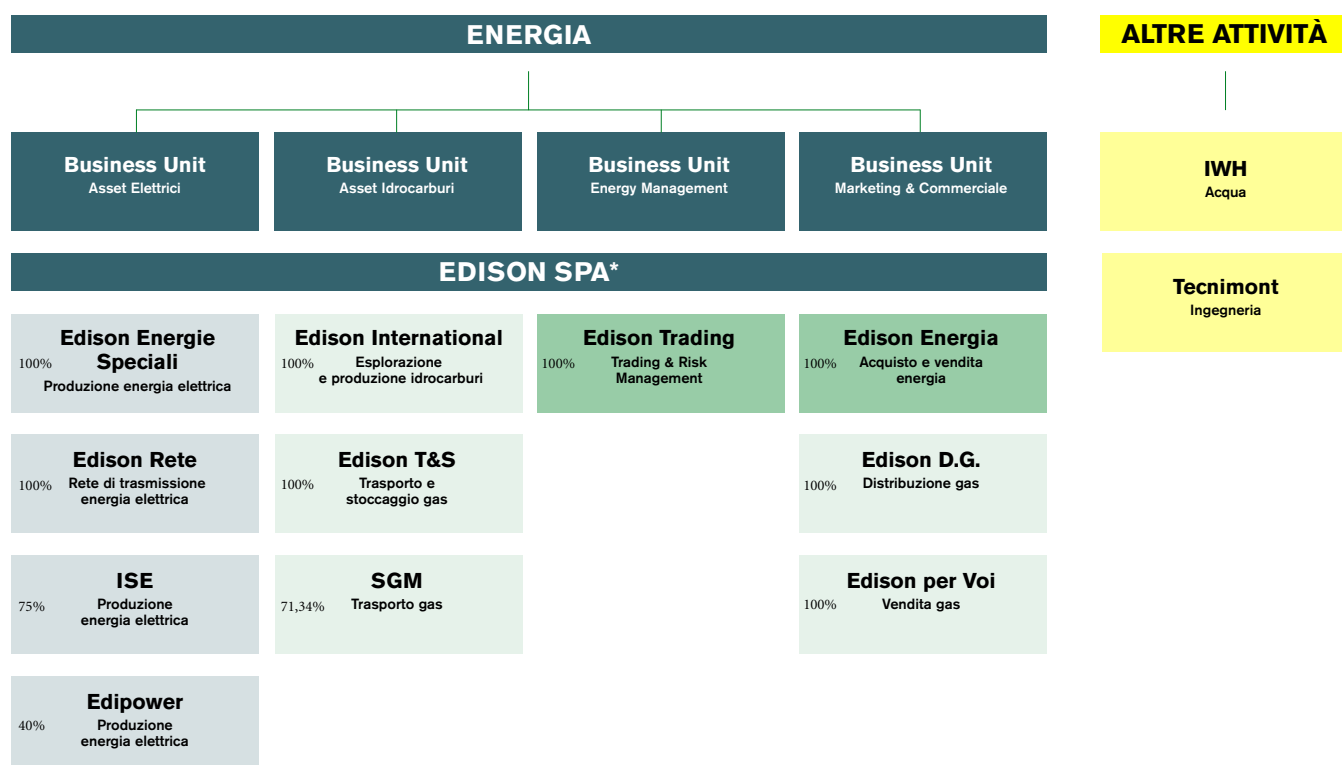 ENERGIA
ALTRE ATTIVITÀ
Business Unit
Asset Elettrici
Business Unit
Asset Idrocarburi
Business Unit
Energy Management
Business Unit
Marketing & Commerciale
IWH
Acqua
EDISON SPA*
Tecnimont
Ingegneria
Edison Energie
Speciali
100%
Produzione energia elettrica
Edison International
100%
Esplorazione
e produzione idrocarburi
Edison Trading
100%
Trading & Risk
Management
Edison Energia
100%
Acquisto e vendita
energia
Edison Rete
100%
Rete di trasmissione
energia elettrica
Edison T&S
100%
Trasporto e
stoccaggio gas
Edison D.G.
100%
Distribuzione gas
ISE
75%
Produzione
energia elettrica
SGM
71,34%
Trasporto gas
Edison per Voi
100%
Vendita gas
Edipower
40%
Produzione
energia elettrica